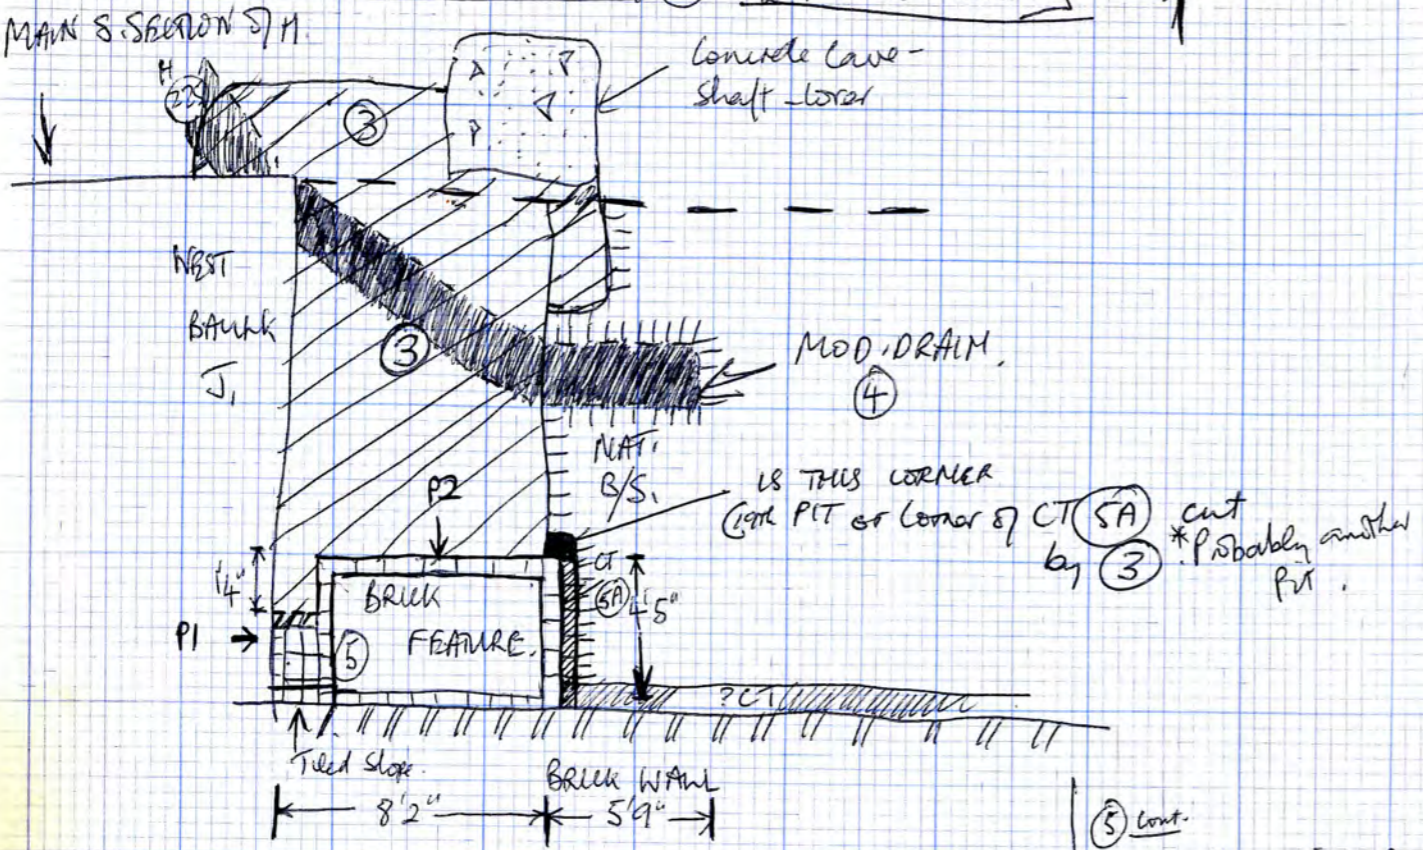 MAIN S. SECTION OF H.
H
22
3
Concrete Cave-
Shaft Cover
WEST
BAULK
J,
3
MOD. DRAIN.
4
NAT.
B/S.
P2
IS THIS CORNER
19th PIT or Corner of CT 5A cut
by 3. *Probably another
Pit.
1'4"
CT
5A
4'5"
BRICK
FEATURE.
P1
5
?CT
Tiled Slope.
BRICK WALL
8'2"
5'9"
5 cont.